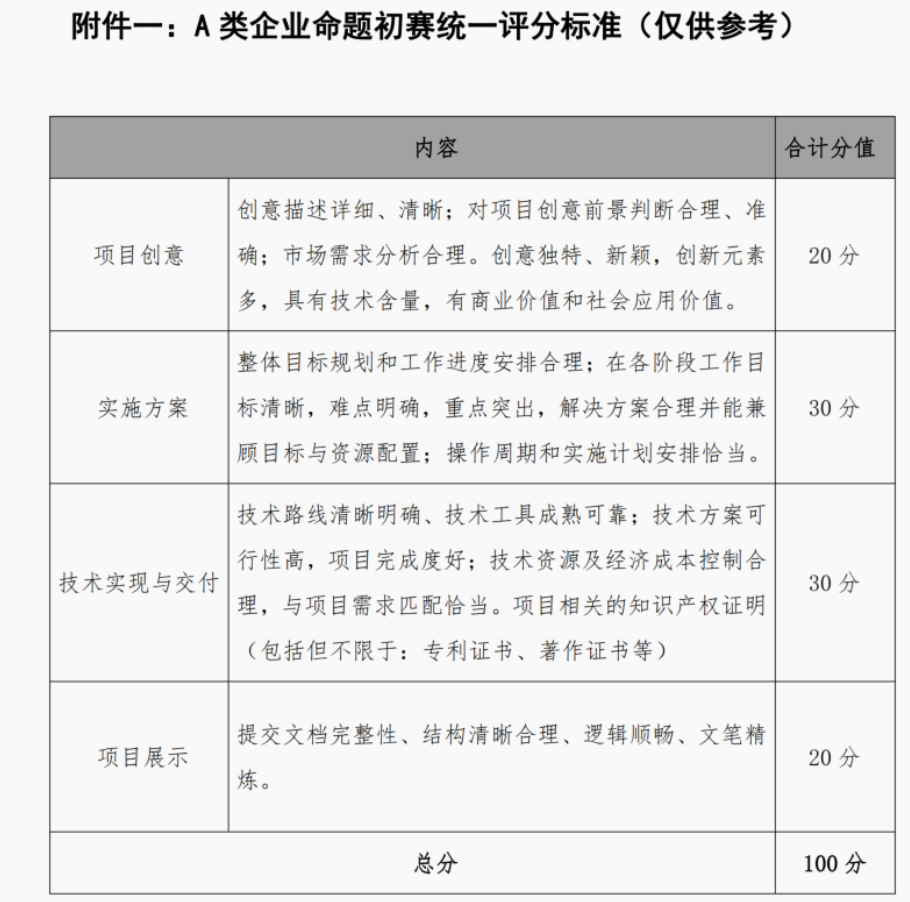 附件一：A 类企业命题初赛统一评分标准（仅供参考）
内容
合计分值
项目创意
创意描述详细、清晰；对项目创意前景判断合理、准
确；市场需求分析合理。创意独特、新颖，创新元素
多，具有技术含量，有商业价值和社会应用价值。
20 分
实施方案
整体目标规划和工作进度安排合理；在各阶段工作目
标清晰，难点明确，重点突出，解决方案合理并能兼
顾目标与资源配置；操作周期和实施计划安排恰当。
30 分
技术实现与交付
技术路线清晰明确、技术工具成熟可靠；技术方案可
行性高，项目完成度好；技术资源及经济成本控制合
理，与项目需求匹配恰当。项目相关的知识产权证明
（包括但不限于：专利证书、著作证书等）
30 分
项目展示
提交文档完整性、结构清晰合理、逻辑顺畅、文笔精
炼。
20 分
总分
100 分